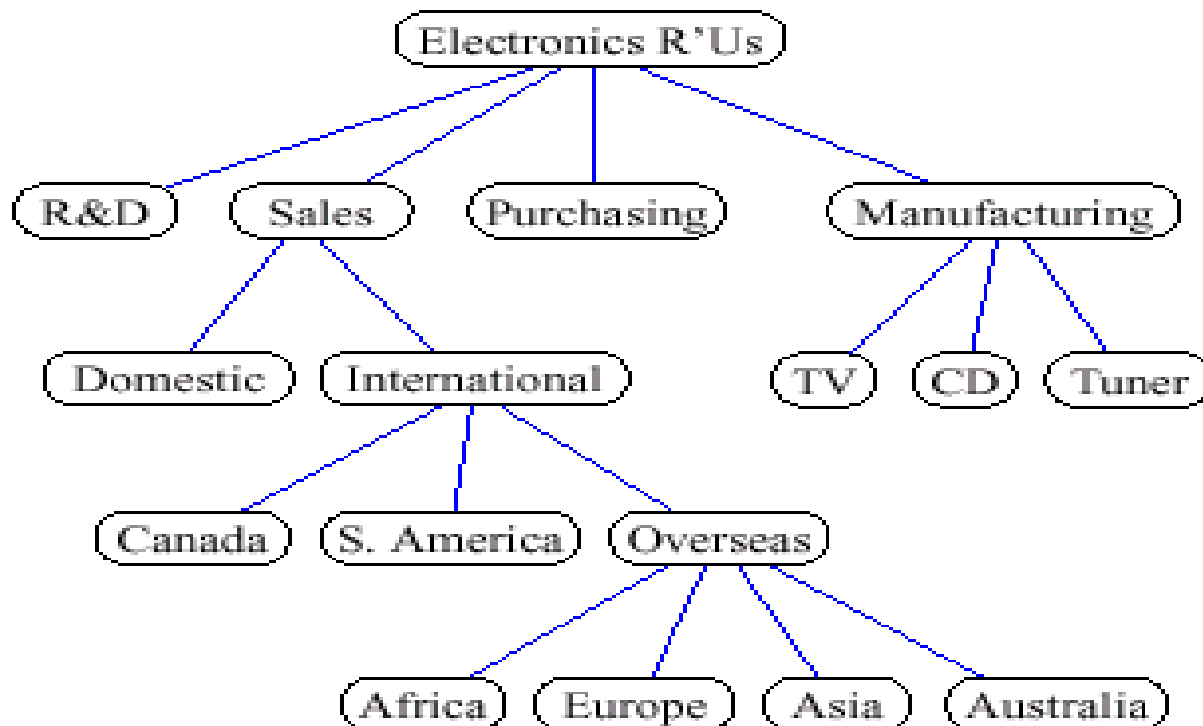 Electronics R’Us
R&D Sales Purchasing Manufacturing
Domestic International TV CD Tuner
Canada S. America Overseas
Africa Europe Asia Australia